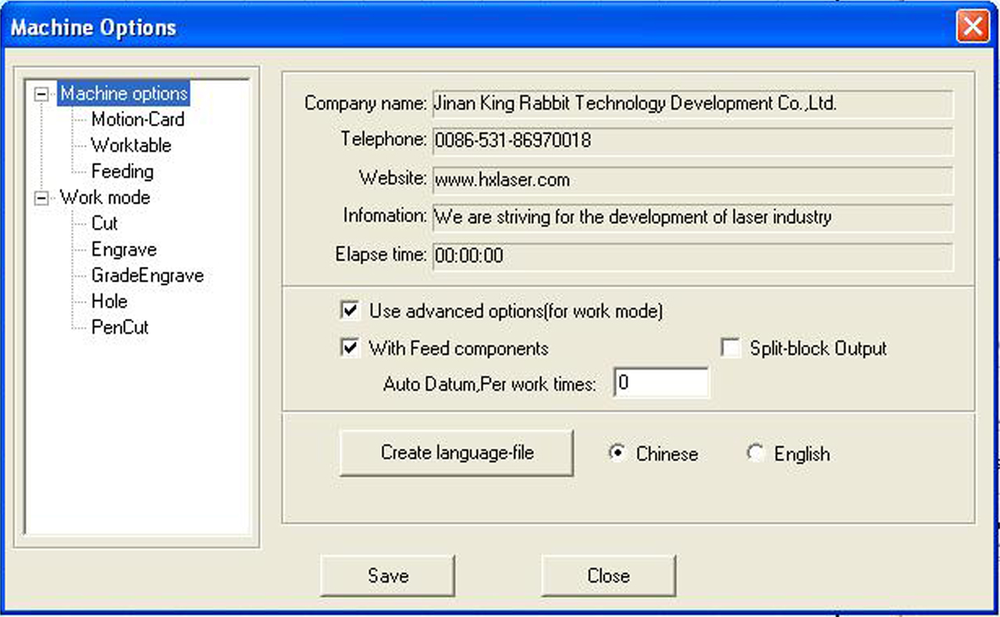 Machine Options
Machine options
Motion-Card
Worktable
Feeding
Work mode
Cut
Engrave
GradeEngrave
Hole
PenCut
Company name: Jinan King Rabbit Technology Development Co.,Ltd.
Telephone: 0086-531-86970018
Website: www.hxlaser.com
Infomation: We are striving for the development of laser industry
Elapse time: 00:00:00
Use advanced options(for work mode)
With Feed components Split-block Output
Auto Datum,Per work times: 0
Create language-file Chinese English
Save Close